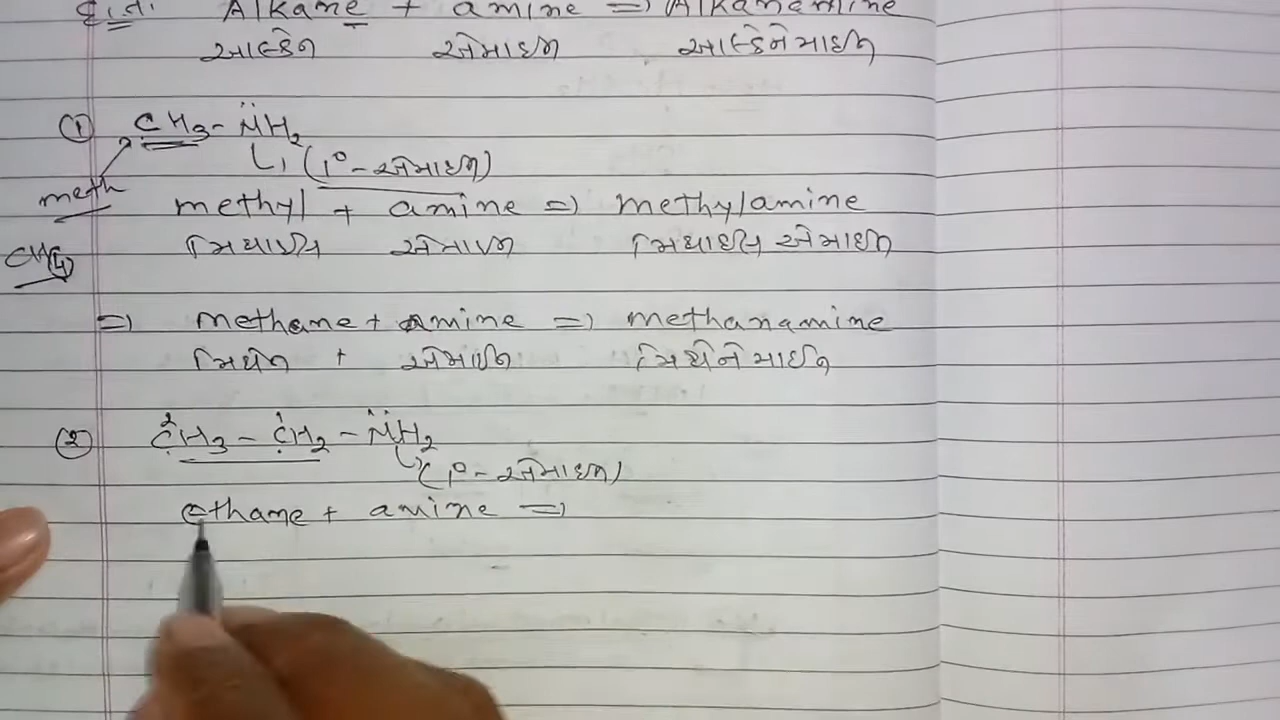 દા.ત. Alkane + amine ⇒ Alkanamine
આલ્કેન એમાઇન આલ્કેનેમાઇન
① CH3-N̈H2
(1°-એમાઇન)
meth
methyl + amine ⇒ methylamine
મિથાઇલ એમાઇન મિથાઇલ એમાઇન
CH4
⇒ methane + amine ⇒ methanamine
મિથેન + એમાઇન મિથેનેમાઇન
② CH3 - CH2 - N̈H2
(1°-એમાઇન)
ethane + amine ⇒